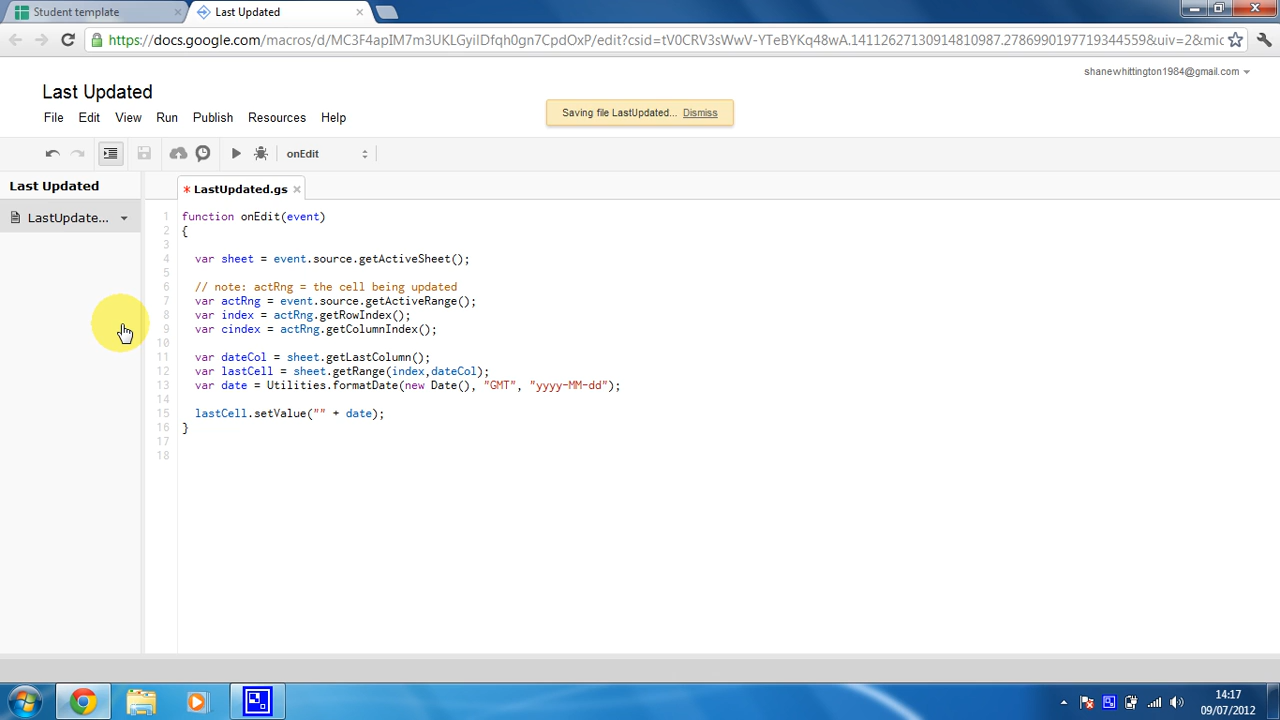 Student template
Last Updated
https://docs.google.com/macros/d/MC3F4apIM7m3UKLGyiIDfqh0gn7CpdOxP/edit?csid=tV0CRV3sWwV-YTeBYKq48wA.14112627130914810987.2786990197719344559&uiv=2&mic
shanewhittington1984@gmail.com
Last Updated
File Edit View Run Publish Resources Help
Saving file LastUpdated... Dismiss
onEdit
Last Updated
* LastUpdated.gs
LastUpdate...
1 function onEdit(event)
2 {
3
4 var sheet = event.source.getActiveSheet();
5
6 // note: actRng = the cell being updated
7 var actRng = event.source.getActiveRange();
8 var index = actRng.getRowIndex();
9 var cindex = actRng.getColumnIndex();
10
11 var dateCol = sheet.getLastColumn();
12 var lastCell = sheet.getRange(index,dateCol);
13 var date = Utilities.formatDate(new Date(), "GMT", "yyyy-MM-dd");
14
15 lastCell.setValue("" + date);
16 }
17
18
14:17
09/07/2012